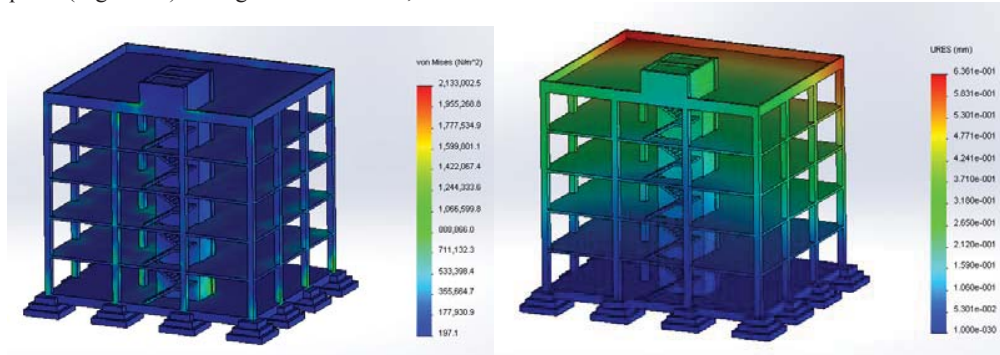 von Mises (N/m^2)
2,133,002.5
1,955,268.8
1,777,534.9
1,599,801.1
1,422,067.4
1,244,333.6
1,066,599.8
888,866.0
711,132.3
533,398.4
355,664.7
177,930.9
197.1
URES (mm)
6.361e-001
5.831e-001
5.301e-001
4.771e-001
4.241e-001
3.710e-001
3.180e-001
2.650e-001
2.120e-001
1.590e-001
1.060e-001
5.301e-002
1.000e-030